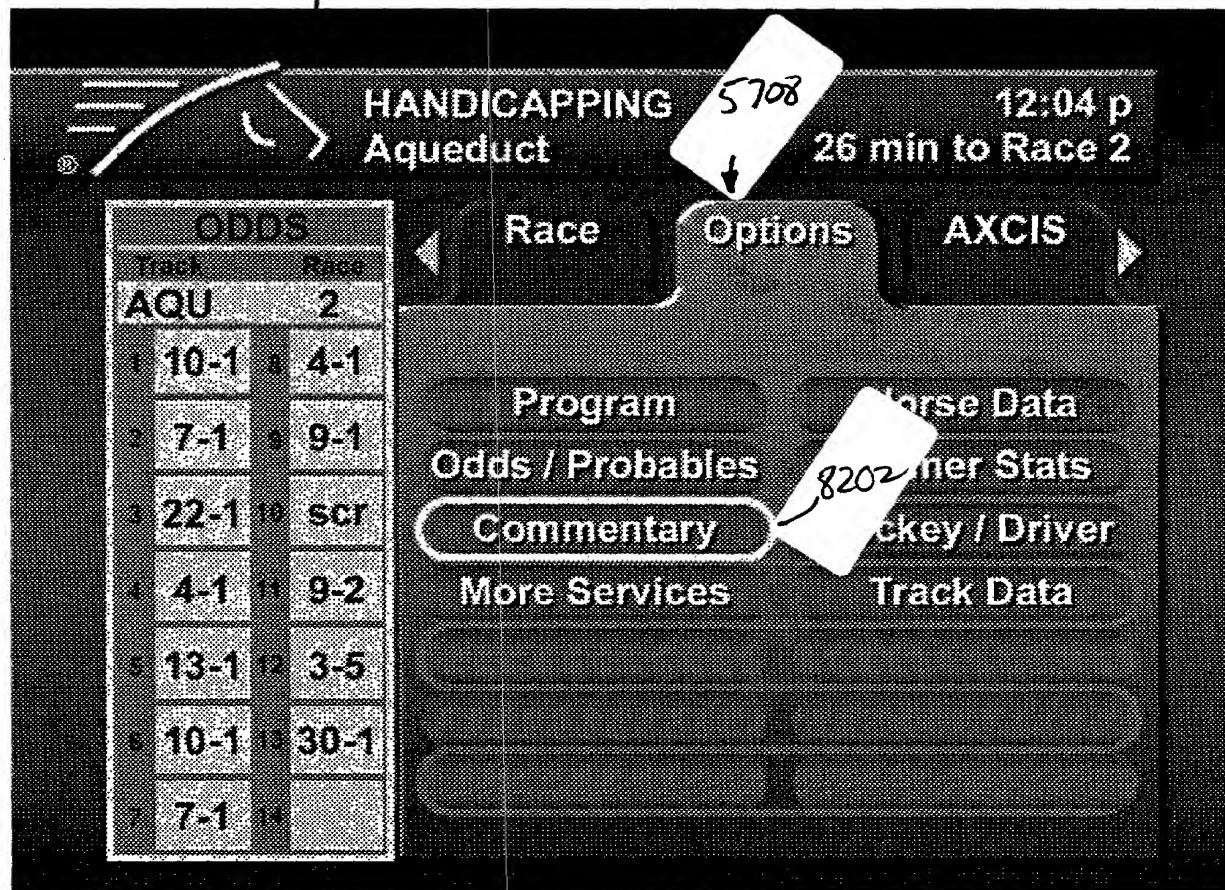 HANDICAPPING
Aqueduct
5708
12:04 p
26 min to Race 2
®
ODDS
Track Race
AQU 2
1 10-1 8 4-1
2 7-1 9 9-1
3 22-1 10 scr
4 4-1 11 9-2
5 13-1 12 3-5
6 10-1 13 30-1
7 7-1 14
Race Options AXCIS
Program
Odds / Probables
Commentary
More Services
Data
Stats
8202
/ Driver
Track Data